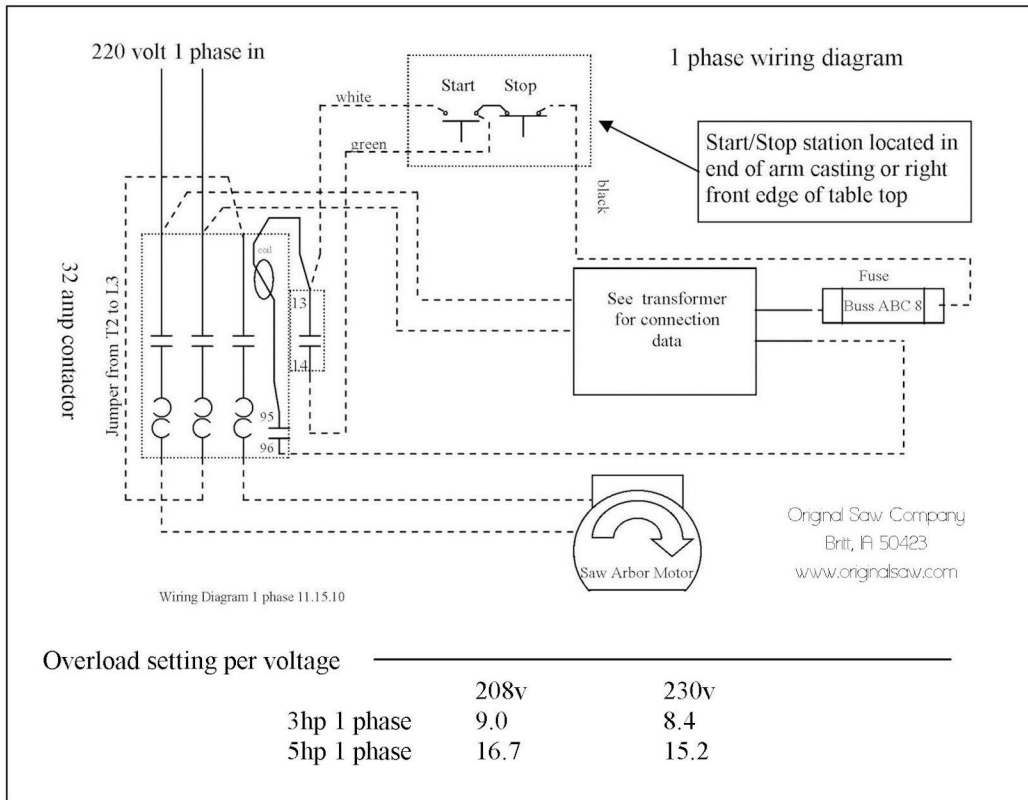 220 volt 1 phase in
1 phase wiring diagram
Start Stop
white
green
black
Start/Stop station located in
end of arm casting or right
front edge of table top
32 amp contactor
Jumper from T2 to L3
coil
13
14
95
96
See transformer
for connection
data
Fuse
Buss ABC 8
Saw Arbor Motor
Original Saw Company
Britt, IA 50423
www.originalsaw.com
Wiring Diagram 1 phase 11.15.10
Overload setting per voltage
208v 230v
3hp 1 phase 9.0 8.4
5hp 1 phase 16.7 15.2